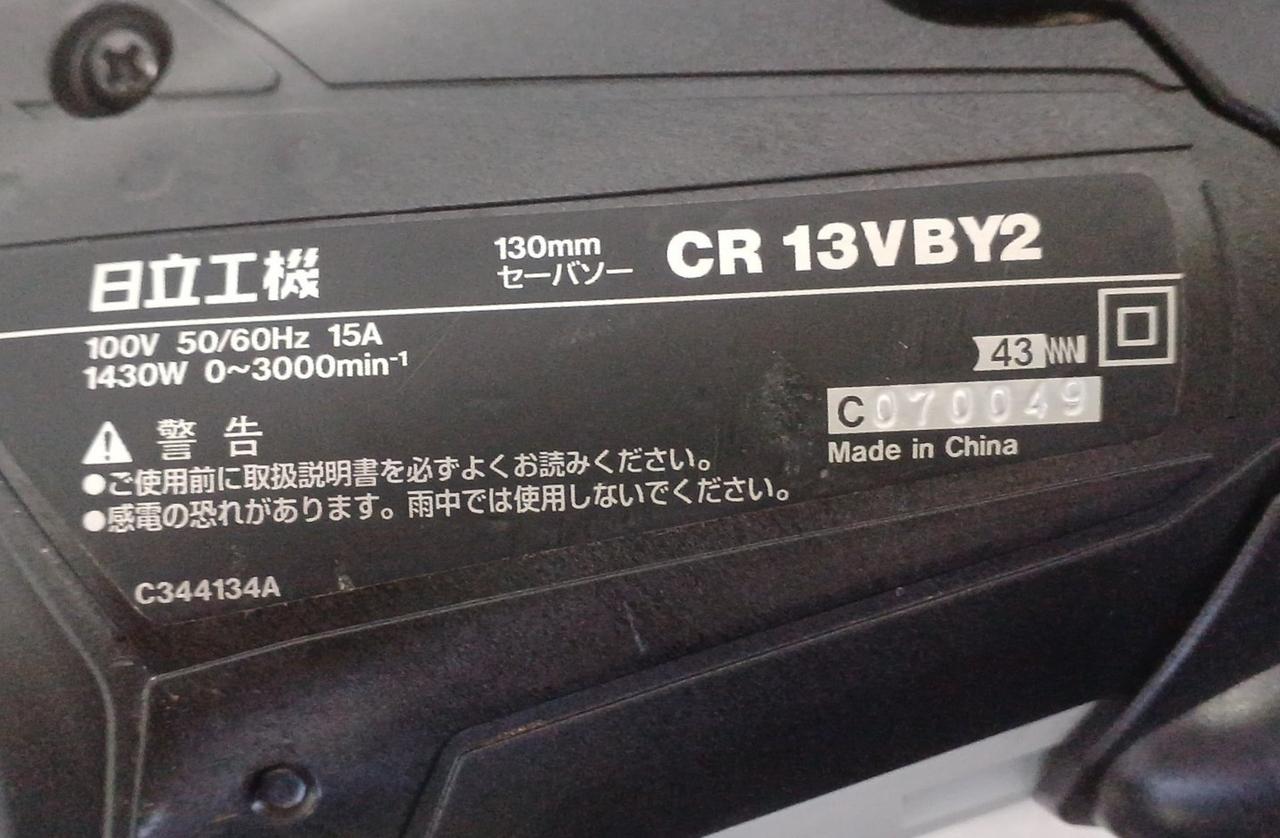 日立工機
130mm
セーバソー
CR 13VBY2
100V 50/60Hz 15A
1430W 0~3000min⁻¹
43
C070049
Made in China
警告
●ご使用前に取扱説明書を必ずよくお読みください。
●感電の恐れがあります。雨中では使用しないでください。
C344134A